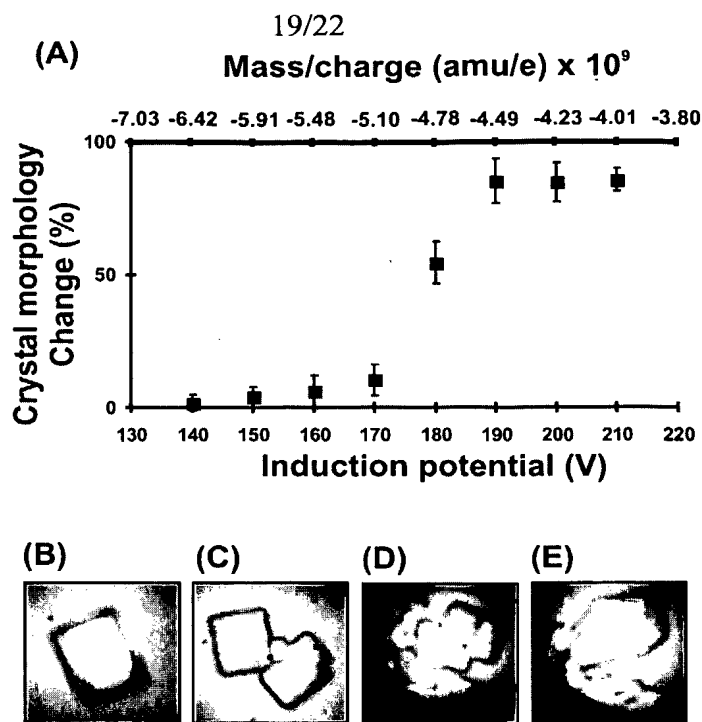 19/22
(A)
Mass/charge (amu/e) x 10⁹
-7.03 -6.42 -5.91 -5.48 -5.10 -4.78 -4.49 -4.23 -4.01 -3.80
Crystal morphology
Change (%)
100
50
0
130 140 150 160 170 180 190 200 210 220
Induction potential (V)
(B) (C) (D) (E)